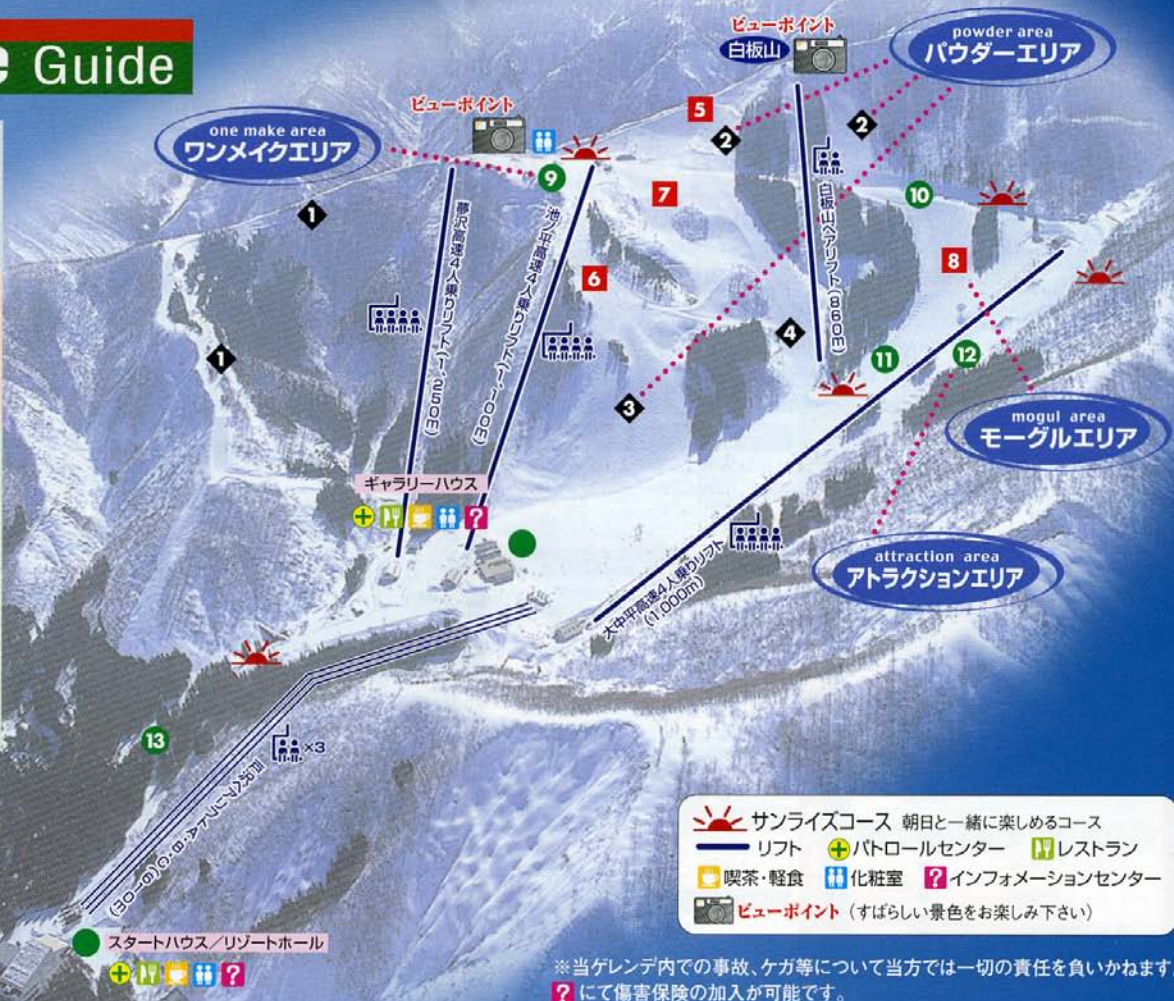 e Guide
ビューポイント
白板山
powder area
パウダーエリア
ビューポイント
one make area
ワンメイクエリア
5
2
2
1
9
7
10
夢沢高速4人乗りリフト(1,250m)
池ノ平高速4人乗りリフト(1,100m)
白板山ペアリフト(860m)
6
8
1
4
11
12
3
mogul area
モーグルエリア
ギャラリーハウス
?
大中平高速4人乗りリフト
(1,000m)
attraction area
アトラクションエリア
13
×3
戸沢ペアリフトA・B・C(610m)
スタートハウス/リゾートホール
?
サンライズコース 朝日と一緒に楽しめるコース
リフト パトロールセンター レストラン
喫茶・軽食 化粧室 ? インフォメーションセンター
ビューポイント (すばらしい景色をお楽しみ下さい)
※当ゲレンデ内での事故、ケガ等について当方では一切の責任を負いかねます
? にて傷害保険の加入が可能です。